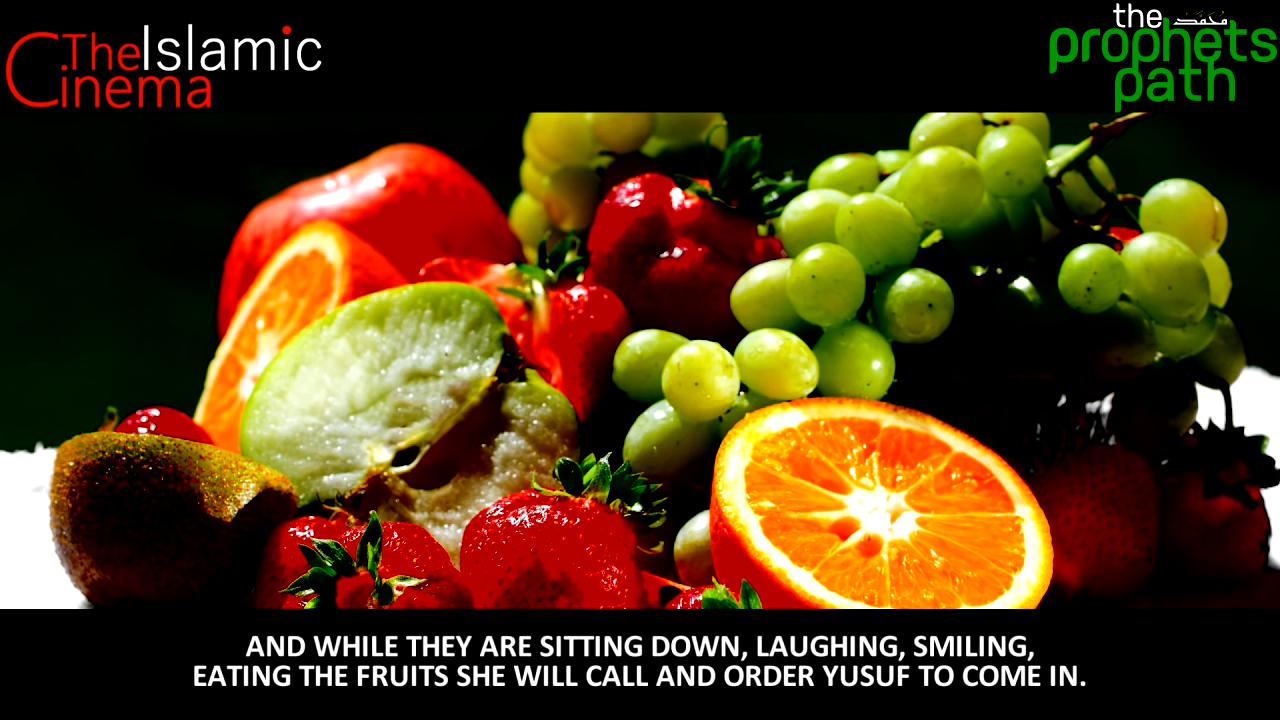 TheIslamic
Cinema
the محمد
prophets
path
AND WHILE THEY ARE SITTING DOWN, LAUGHING, SMILING,
EATING THE FRUITS SHE WILL CALL AND ORDER YUSUF TO COME IN.